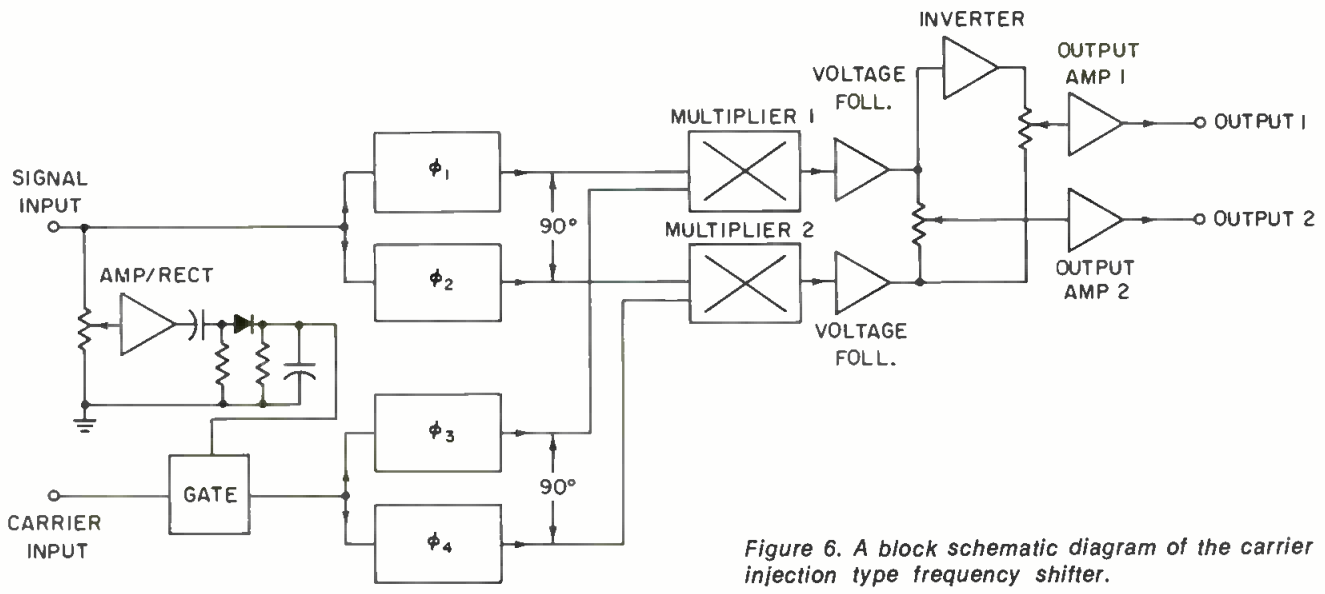 INVERTER
OUTPUT
AMP 1
VOLTAGE
FOLL.
MULTIPLIER 1
OUTPUT 1
ϕ1
SIGNAL
INPUT
90°
MULTIPLIER 2
OUTPUT 2
AMP/RECT
ϕ2
OUTPUT
AMP 2
VOLTAGE
FOLL.
ϕ3
GATE
90°
CARRIER
INPUT
ϕ4
Figure 6. A block schematic diagram of the carrier
injection type frequency shifter.